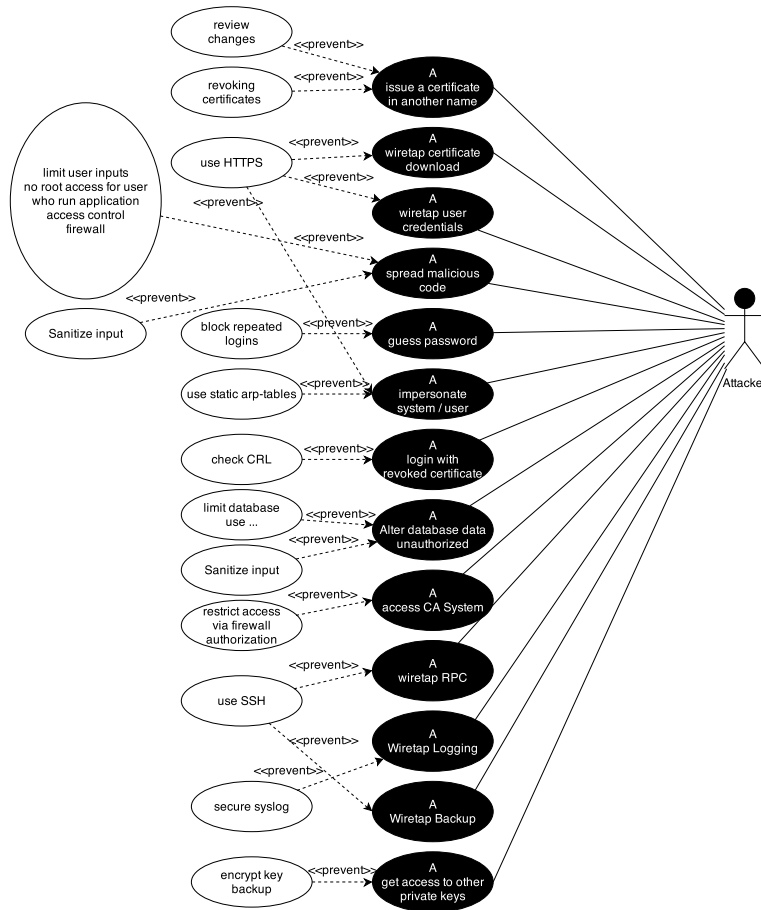 review
changes
<<prevent>>
A
issue a certificate
in another name
<<prevent>>
revoking
certificates
use HTTPS
<<prevent>>
A
wiretap certificate
download
<<prevent>>
A
wiretap user
credentials
<<prevent>>
limit user inputs
no root access for user
who run application
access control
firewall
<<prevent>>
A
spread malicious
code
<<prevent>>
Sanitize input
block repeated
logins
<<prevent>>
A
guess password
use static arp-tables
<<prevent>>
A
impersonate
system / user
Attacke
check CRL
<<prevent>>
A
login with
revoked certificate
limit database
use ...
<<prevent>>
A
Alter database data
unauthorized
<<prevent>>
Sanitize input
restrict access
via firewall
authorization
<<prevent>>
A
access CA System
use SSH
<<prevent>>
A
wiretap RPC
<<prevent>>
A
Wiretap Logging
<<prevent>>
secure syslog
A
Wiretap Backup
encrypt key
backup
<<prevent>>
A
get access to other
private keys